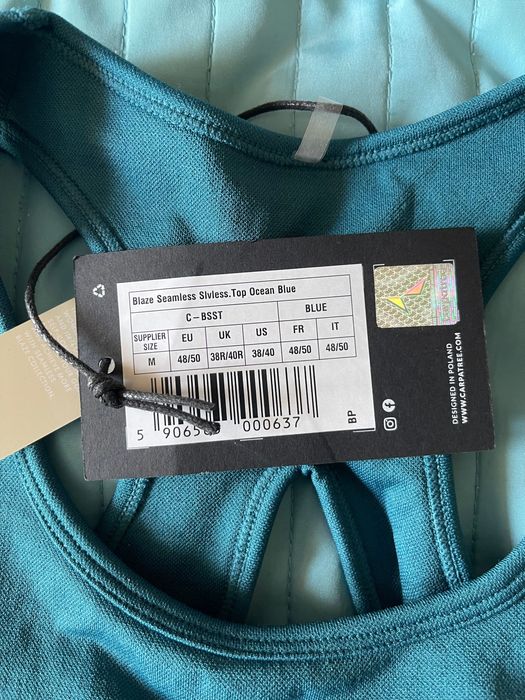 Blaze Seamless Slvless.Top Ocean Blue
C-BSST BLUE
SUPPLIER SIZE EU UK US FR IT
M 48/50 38R/40R 38/40 48/50 48/50
5 000637
BP
DESIGNED IN POLAND
WWW.CARPATREE.COM